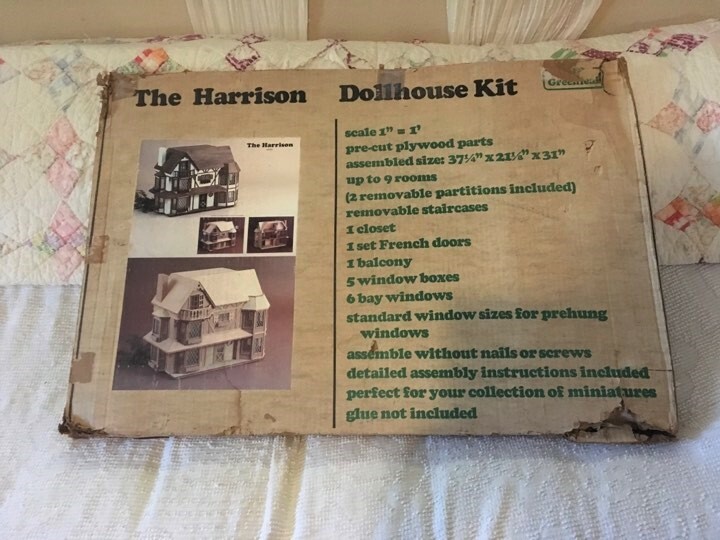 The Harrison Dollhouse Kit
Greenleaf
The Harrison
scale 1" = 1'
pre-cut plywood parts
assembled size: 37¼" x 21⅛" x 31"
up to 9 rooms
(2 removable partitions included)
removable staircases
1 closet
1 set French doors
1 balcony
5 window boxes
6 bay windows
standard window sizes for prehung
windows
assemble without nails or screws
detailed assembly instructions included
perfect for your collection of miniatures
glue not included